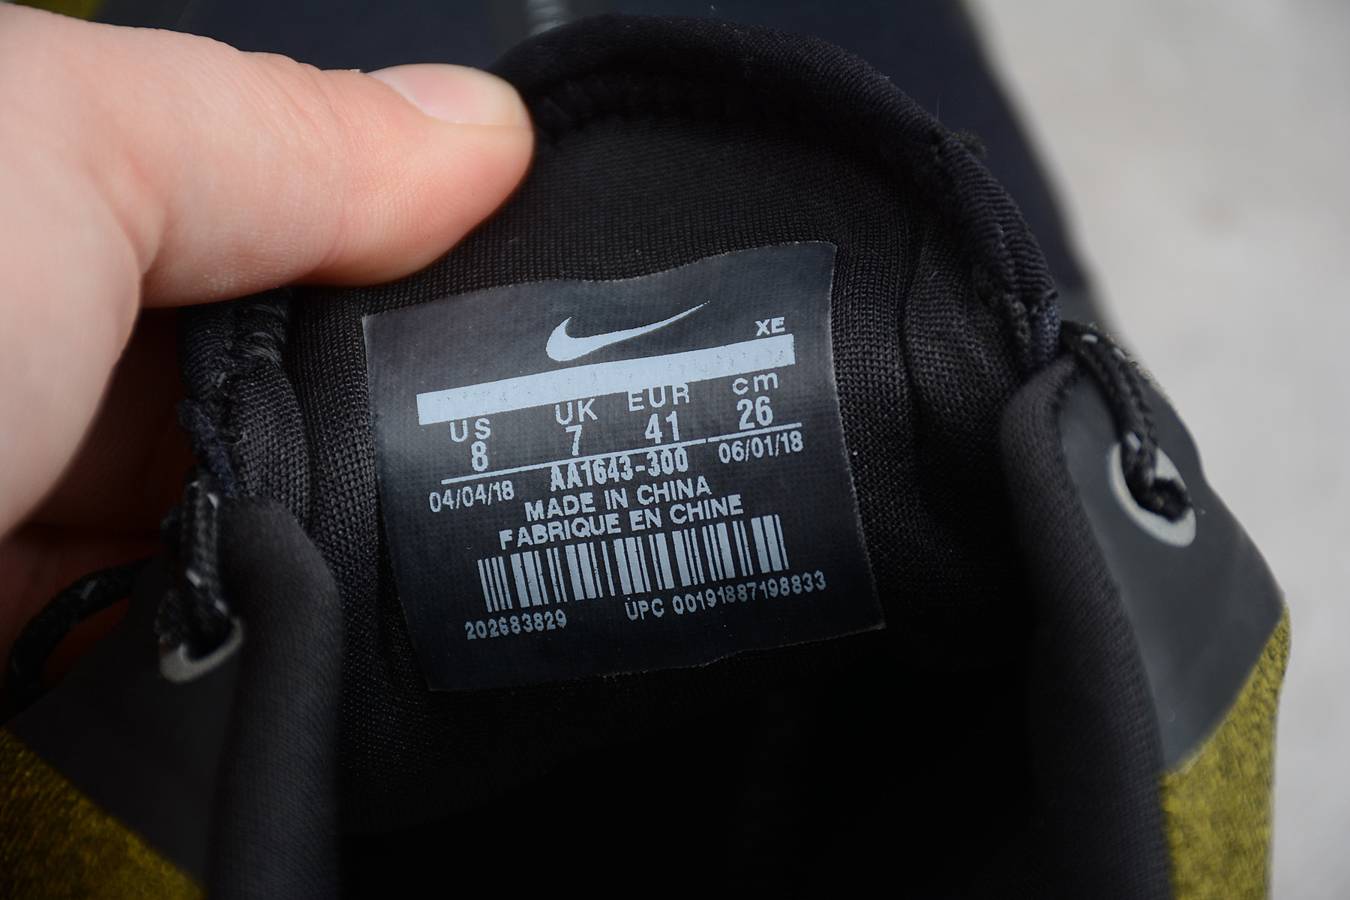 XE
US UK EUR cm
8 7 41 26
04/04/18 AA1643-300 06/01/18
MADE IN CHINA
FABRIQUE EN CHINE
202683829 UPC 00191887198833